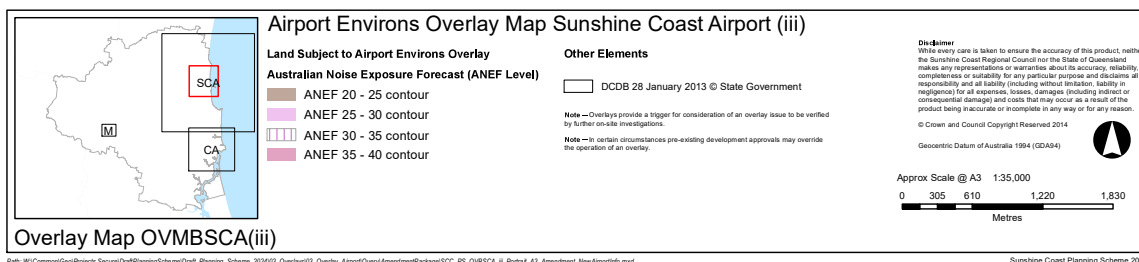 Airport Environs Overlay Map Sunshine Coast Airport (iii)
SCA
M
CA
Overlay Map OVMBSCA(iii)
Land Subject to Airport Environs Overlay
Australian Noise Exposure Forecast (ANEF Level)
ANEF 20 - 25 contour
ANEF 25 - 30 contour
ANEF 30 - 35 contour
ANEF 35 - 40 contour
Other Elements
DCDB 28 January 2013 © State Government
Note — Overlays provide a trigger for consideration of an overlay issue to be verified
by further on-site investigations.
Note — In certain circumstances pre-existing development approvals may override
the operation of an overlay.
Disclaimer
While every care is taken to ensure the accuracy of this product, neithe
the Sunshine Coast Regional Council nor the State of Queensland
makes any representations or warranties about its accuracy, reliability,
completeness or suitability for any particular purpose and disclaims all
responsibility and all liability (including without limitation, liability in
negligence) for all expenses, losses, damages (including indirect or
consequential damage) and costs that may occur as a result of the
product being inaccurate or incomplete in any way or for any reason.
© Crown and Council Copyright Reserved 2014
Geocentric Datum of Australia 1994 (GDA94)
Approx Scale @ A3 1:35,000
0 305 610 1,220 1,830
Metres
Sunshine Coast Planning Scheme 20